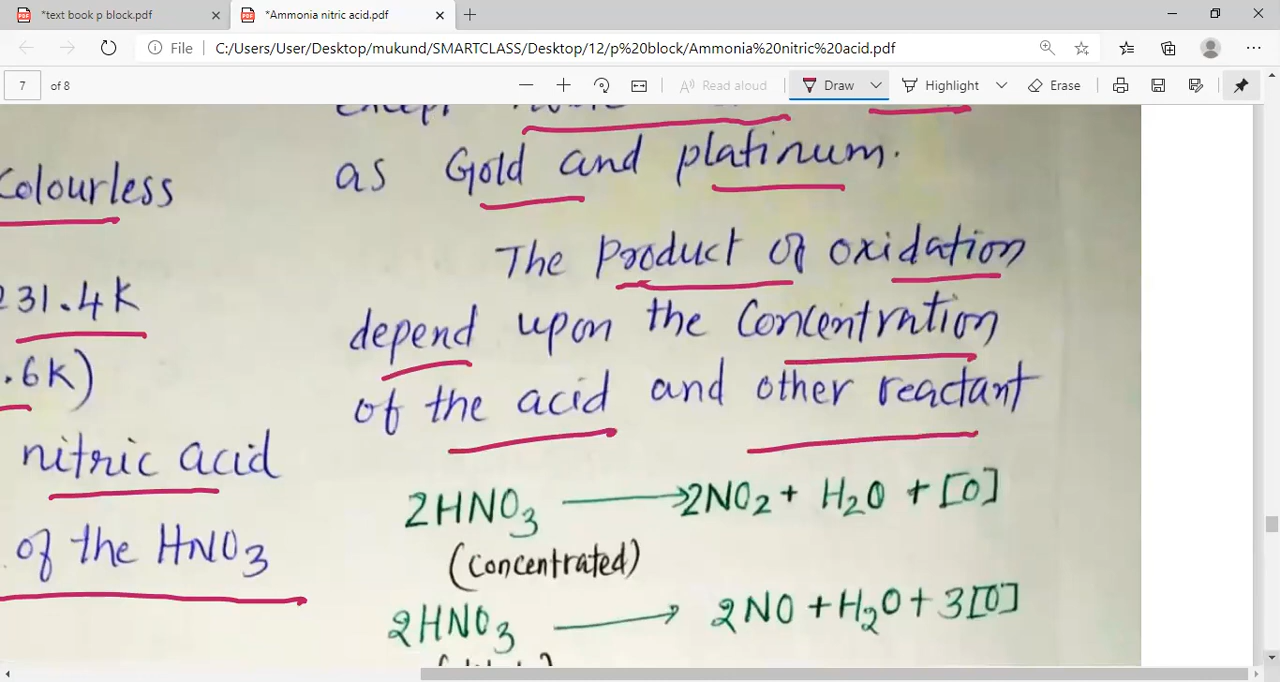 *text book p block.pdf
*Ammonia nitric acid.pdf
File
C:/Users/User/Desktop/mukund/SMARTCLASS/Desktop/12/p%20block/Ammonia%20nitric%20acid.pdf
7 of 8
Read aloud
Draw
Highlight
Erase
Colourless
231.4K
.6K)
nitric acid
of the HNO3
except
as Gold and platinum.
The product of oxidation
depend upon the concentration
of the acid and other reactant
2HNO3 → 2NO2 + H2O + [O]
(concentrated)
2HNO3 → 2NO + H2O + 3[O]